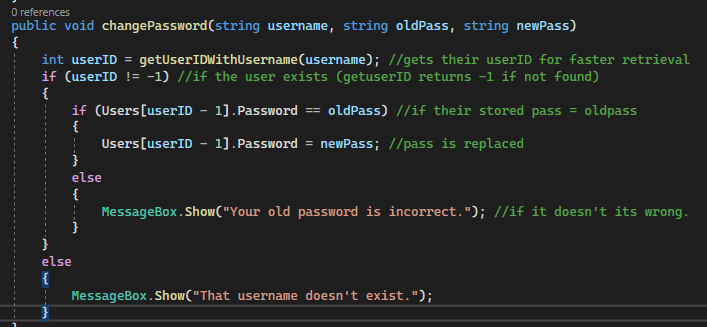 0 references
public void changePassword(string username, string oldPass, string newPass)
{
int userID = getUserIDWithUsername(username); //gets their userID for faster retrieval
if (userID != -1) //if the user exists (getuserID returns -1 if not found)
{
if (Users[userID - 1].Password == oldPass) //if their stored pass = oldpass
{
Users[userID - 1].Password = newPass; //pass is replaced
}
else
{
MessageBox.Show("Your old password is incorrect."); //if it doesn't its wrong.
}
}
else
{
MessageBox.Show("That username doesn't exist.");
}
}